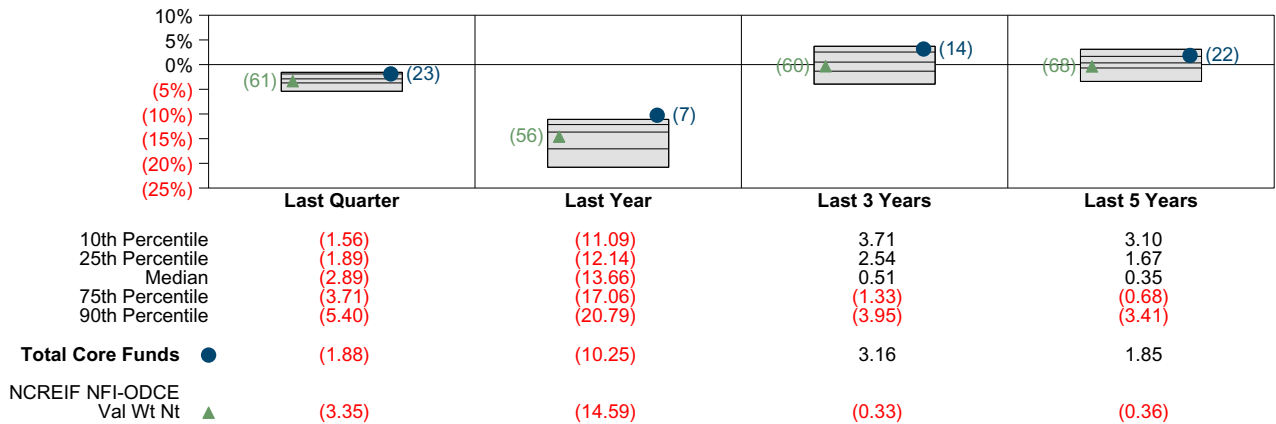 10%
5%
0%
(5%)
(10%)
(15%)
(20%)
(25%)
(61) (23)
(56) (7)
(60) (14)
(68) (22)
Last Quarter Last Year Last 3 Years Last 5 Years
10th Percentile (1.56) (11.09) 3.71 3.10
25th Percentile (1.89) (12.14) 2.54 1.67
Median (2.89) (13.66) 0.51 0.35
75th Percentile (3.71) (17.06) (1.33) (0.68)
90th Percentile (5.40) (20.79) (3.95) (3.41)
Total Core Funds (1.88) (10.25) 3.16 1.85
NCREIF NFI-ODCE
Val Wt Nt (3.35) (14.59) (0.33) (0.36)